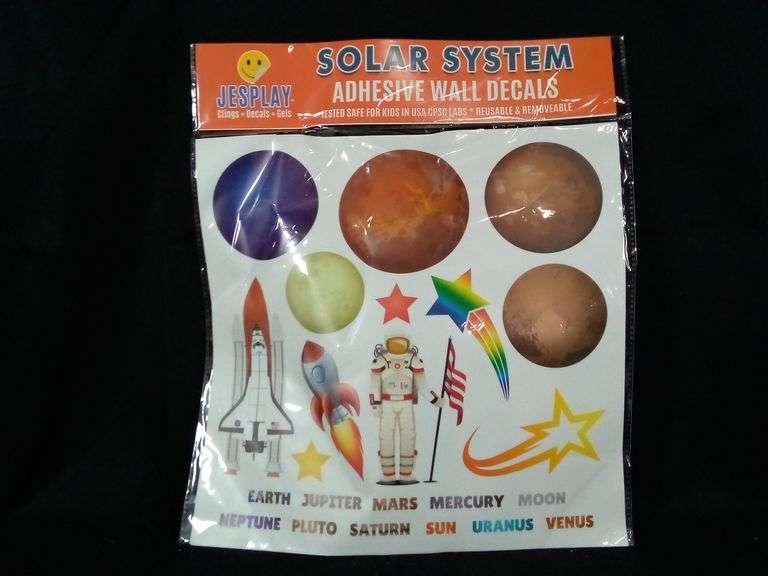 SOLAR SYSTEM
ADHESIVE WALL DECALS
TESTED SAFE FOR KIDS IN USA CPSC LABS * REUSABLE & REMOVEABLE
JESPLAY
Clings • Decals • Gels
EARTH JUPITER MARS MERCURY MOON
NEPTUNE PLUTO SATURN SUN URANUS VENUS